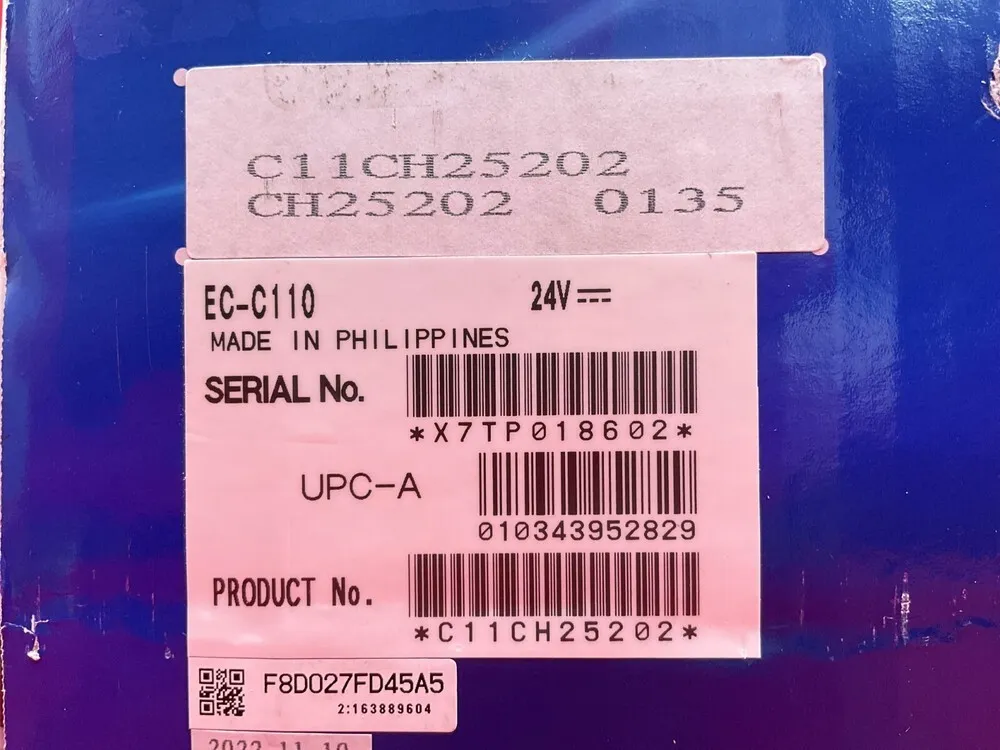 C11CH25202
CH25202 0135
EC-C110 24V
MADE IN PHILIPPINES
SERIAL No.
*X7TP018602*
UPC-A
010343952829
PRODUCT No.
*C11CH25202*
F8D027FD45A5
2:163889604